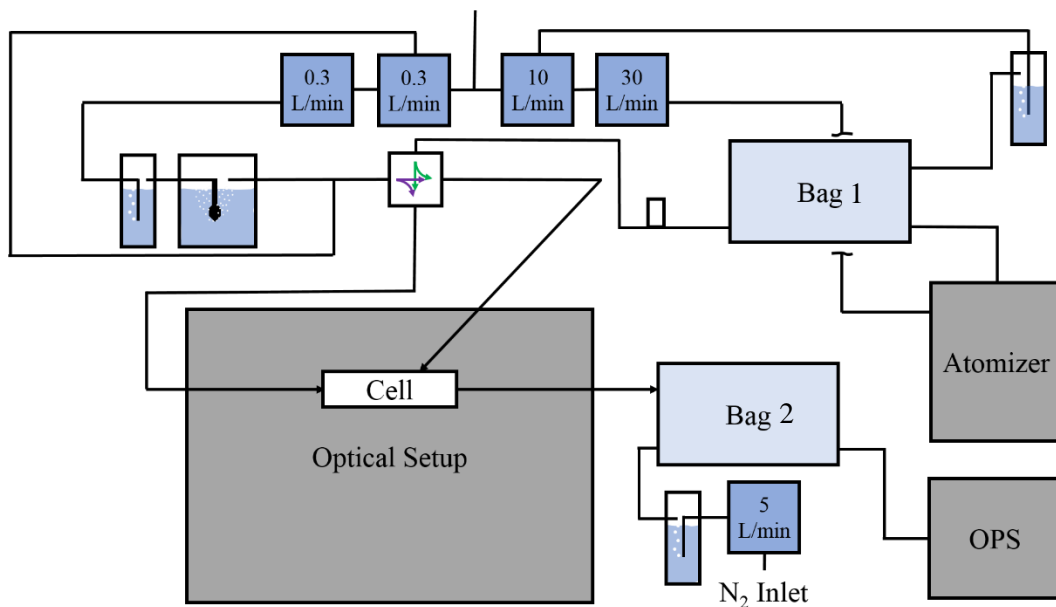 0.3
L/min
0.3
L/min
10
L/min
30
L/min
Bag 1
Atomizer
Cell
Optical Setup
Bag 2
5
L/min
N₂ Inlet
OPS